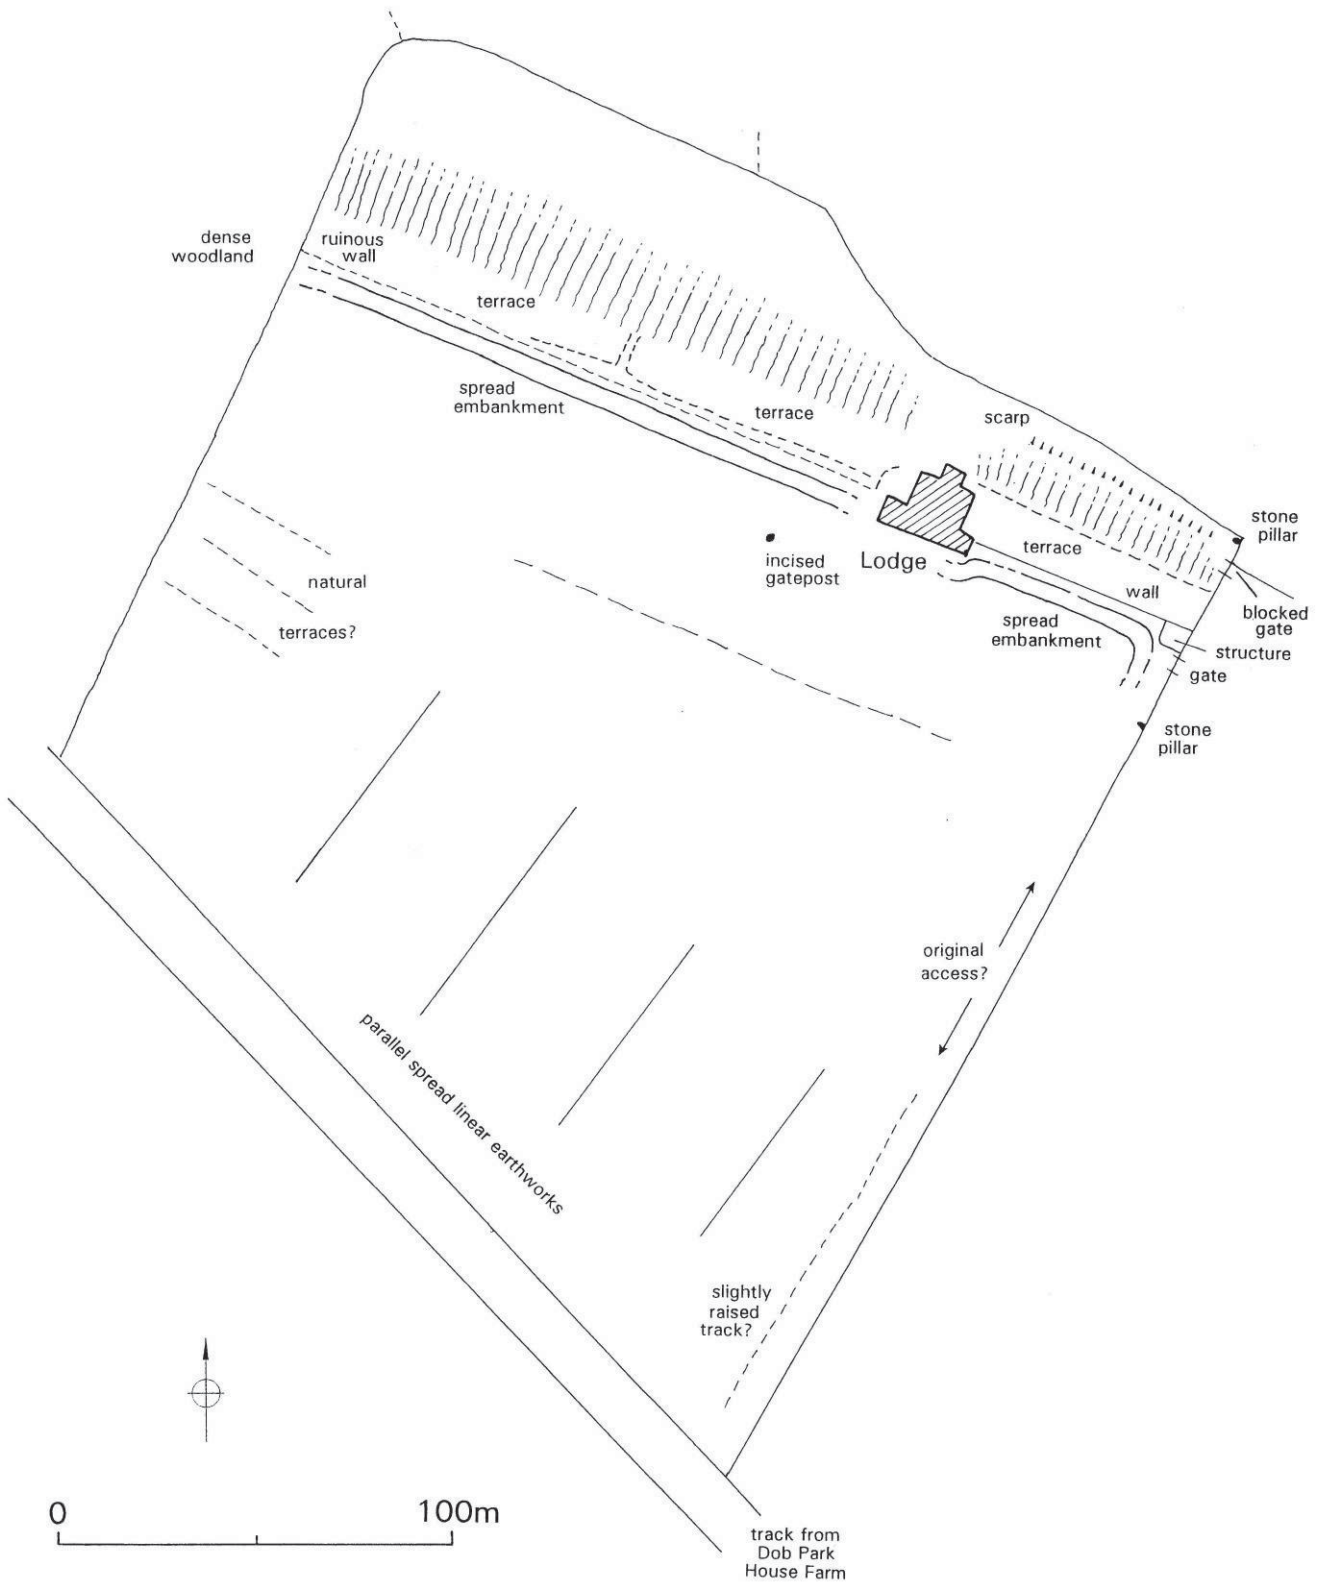 dense
woodland
ruinous
wall
terrace
spread
embankment
terrace
scarp
stone
pillar
incised
gatepost
Lodge
terrace
wall
blocked
gate
spread
embankment
structure
gate
natural
terraces?
stone
pillar
original
access?
parallel spread linear earthworks
slightly
raised
track?
0 100m
track from
Dob Park
House Farm